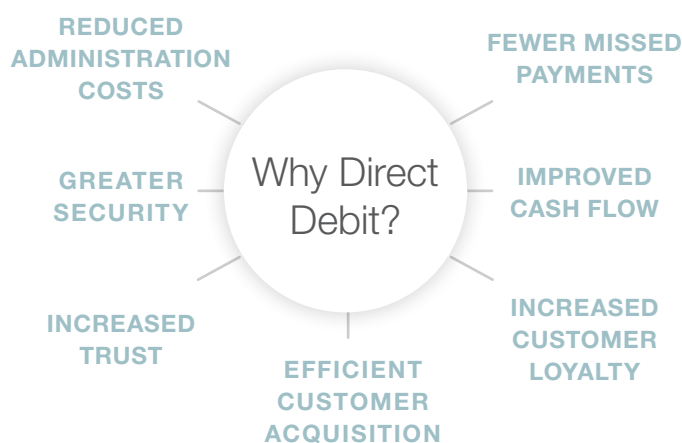 REDUCED
ADMINISTRATION
COSTS
FEWER MISSED
PAYMENTS
Why Direct
Debit?
GREATER
SECURITY
IMPROVED
CASH FLOW
INCREASED
TRUST
INCREASED
CUSTOMER
LOYALTY
EFFICIENT
CUSTOMER
ACQUISITION